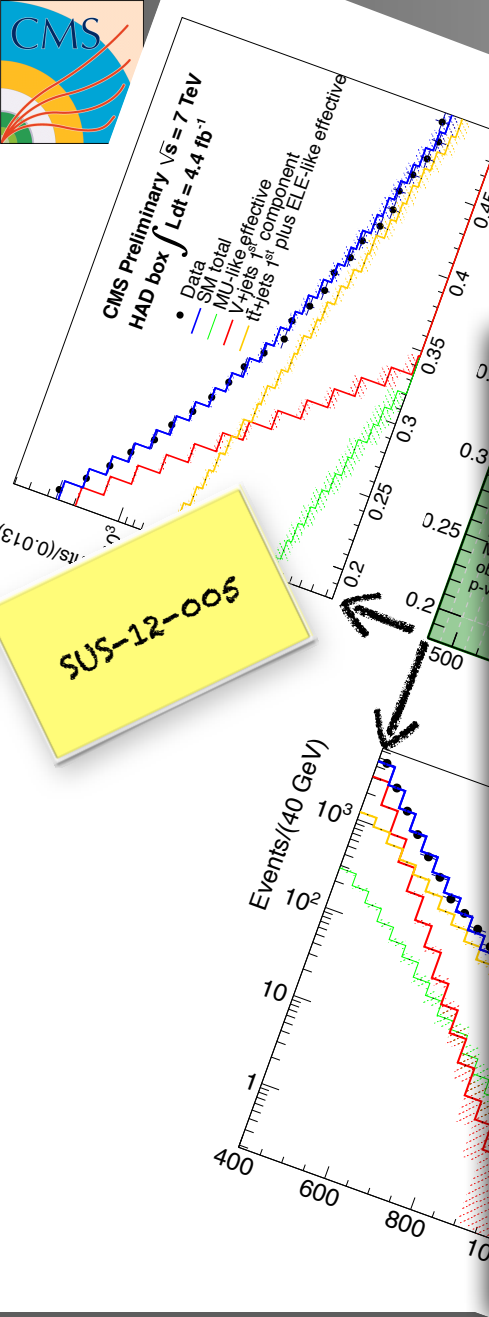 CMS
CMS Preliminary √s = 7 TeV
HAD box ∫ Ldt = 4.4 fb⁻¹
Data
SM total
MU-like effective
V+jets 1ˢᵗ component
tt̄+jets 1ˢᵗ plus ELE-like effective
0.4
0.35
0.3
0.25
0.2
SUS-12-005
0.3
0.25
0.2
500
Events/(40 GeV)
10³
10²
10
1
400
600
800